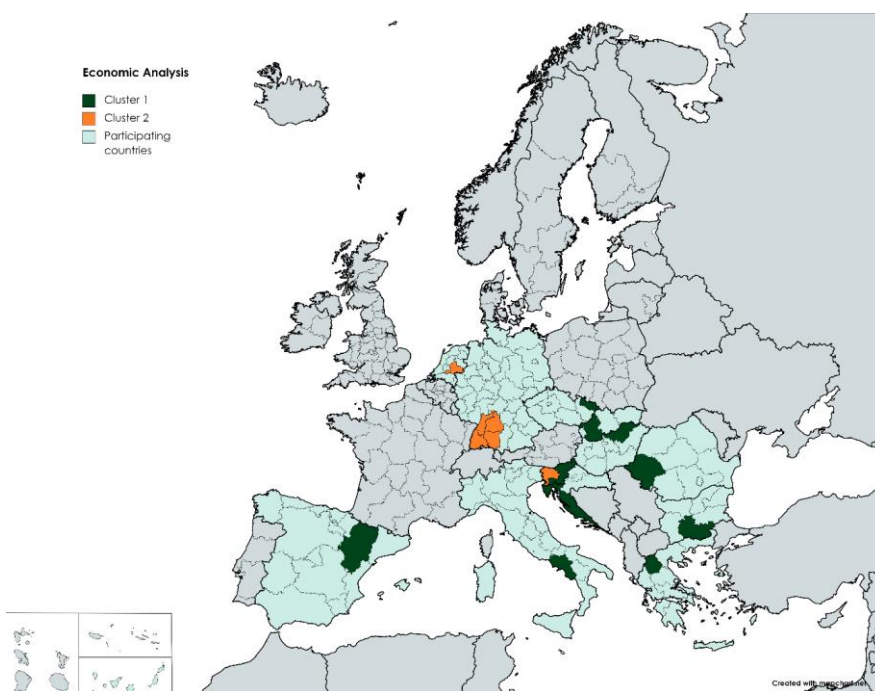 Economic Analysis
Cluster 1
Cluster 2
Participating
countries
Created with mapchart.net